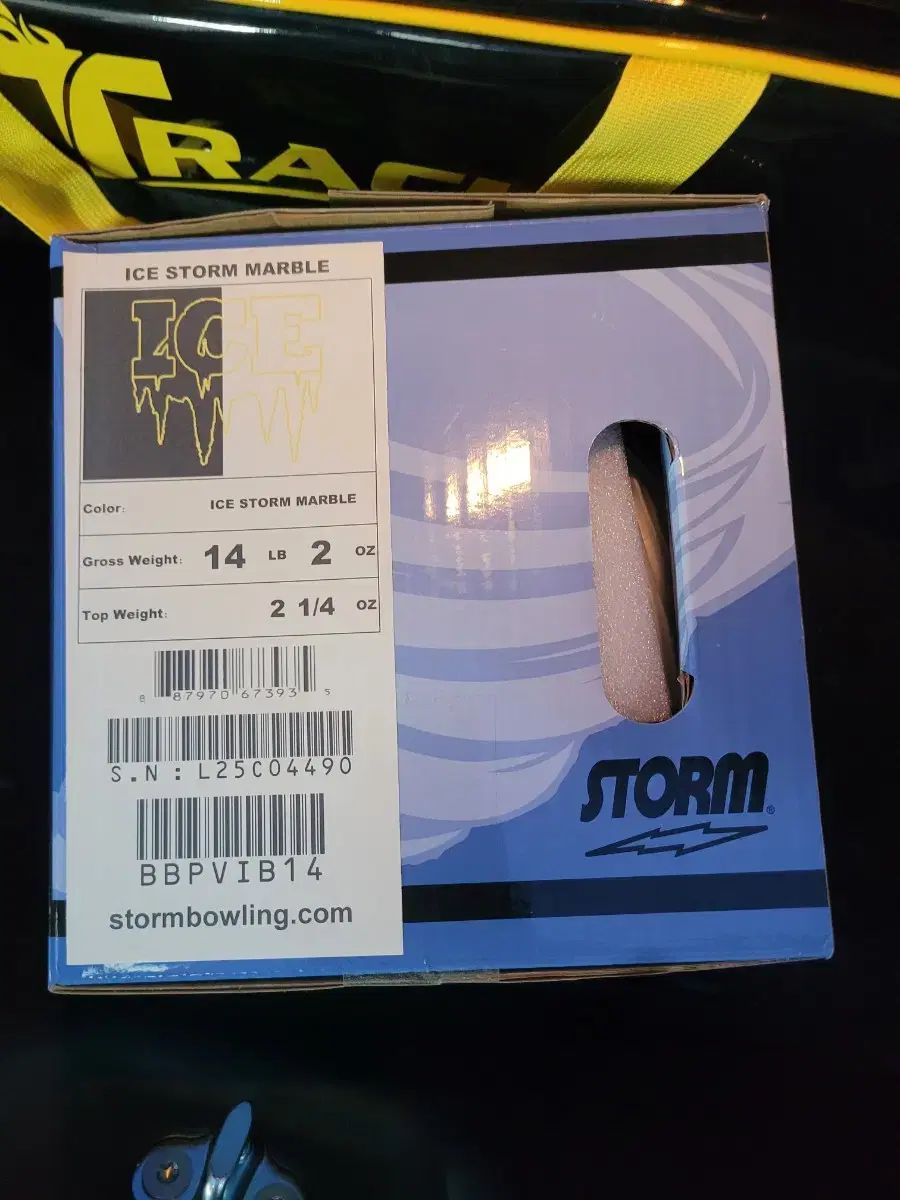 TRACK
ICE STORM MARBLE
ICE
Color: ICE STORM MARBLE
Gross Weight: 14 LB 2 OZ
Top Weight: 2 1/4 OZ
8 87970 67393 5
S.N : L25C04490
BBPVIB14
stormbowling.com
STORM®